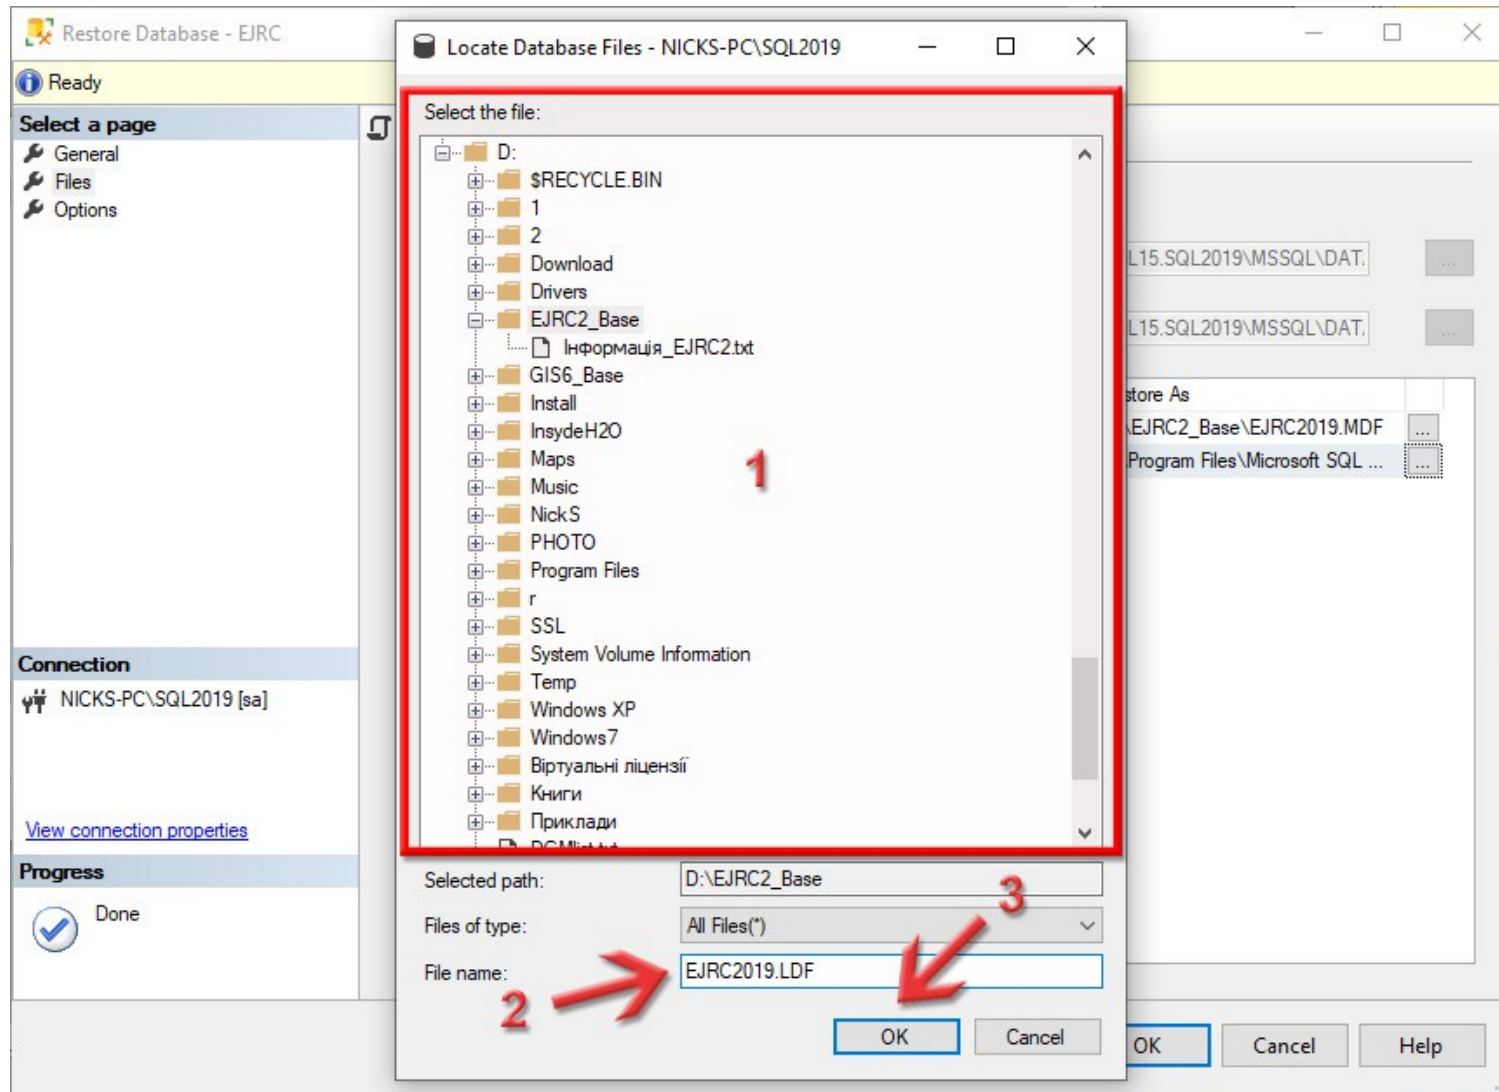 Restore Database - EJRC
Ready
Select a page
General
Files
Options
Connection
NICKS-PC\SQL2019 [sa]
View connection properties
Progress
Done
Locate Database Files - NICKS-PC\SQL2019
Select the file:
D:
$RECYCLE.BIN
1
2
Download
Drivers
EJRC2_Base
Інформація_EJRC2.txt
GIS6_Base
Install
InsydeH2O
Maps
Music
NickS
PHOTO
Program Files
r
SSL
System Volume Information
Temp
Windows XP
Windows7
Віртуальні ліцензії
Книги
Приклади
1
Selected path: D:\EJRC2_Base
Files of type: All Files(*)
File name: EJRC2019.LDF
2
3
OK Cancel
L15.SQL2019\MSSQL\DAT. ...
L15.SQL2019\MSSQL\DAT. ...
store As
\EJRC2_Base\EJRC2019.MDF ...
\Program Files\Microsoft SQL ... ...
OK Cancel Help